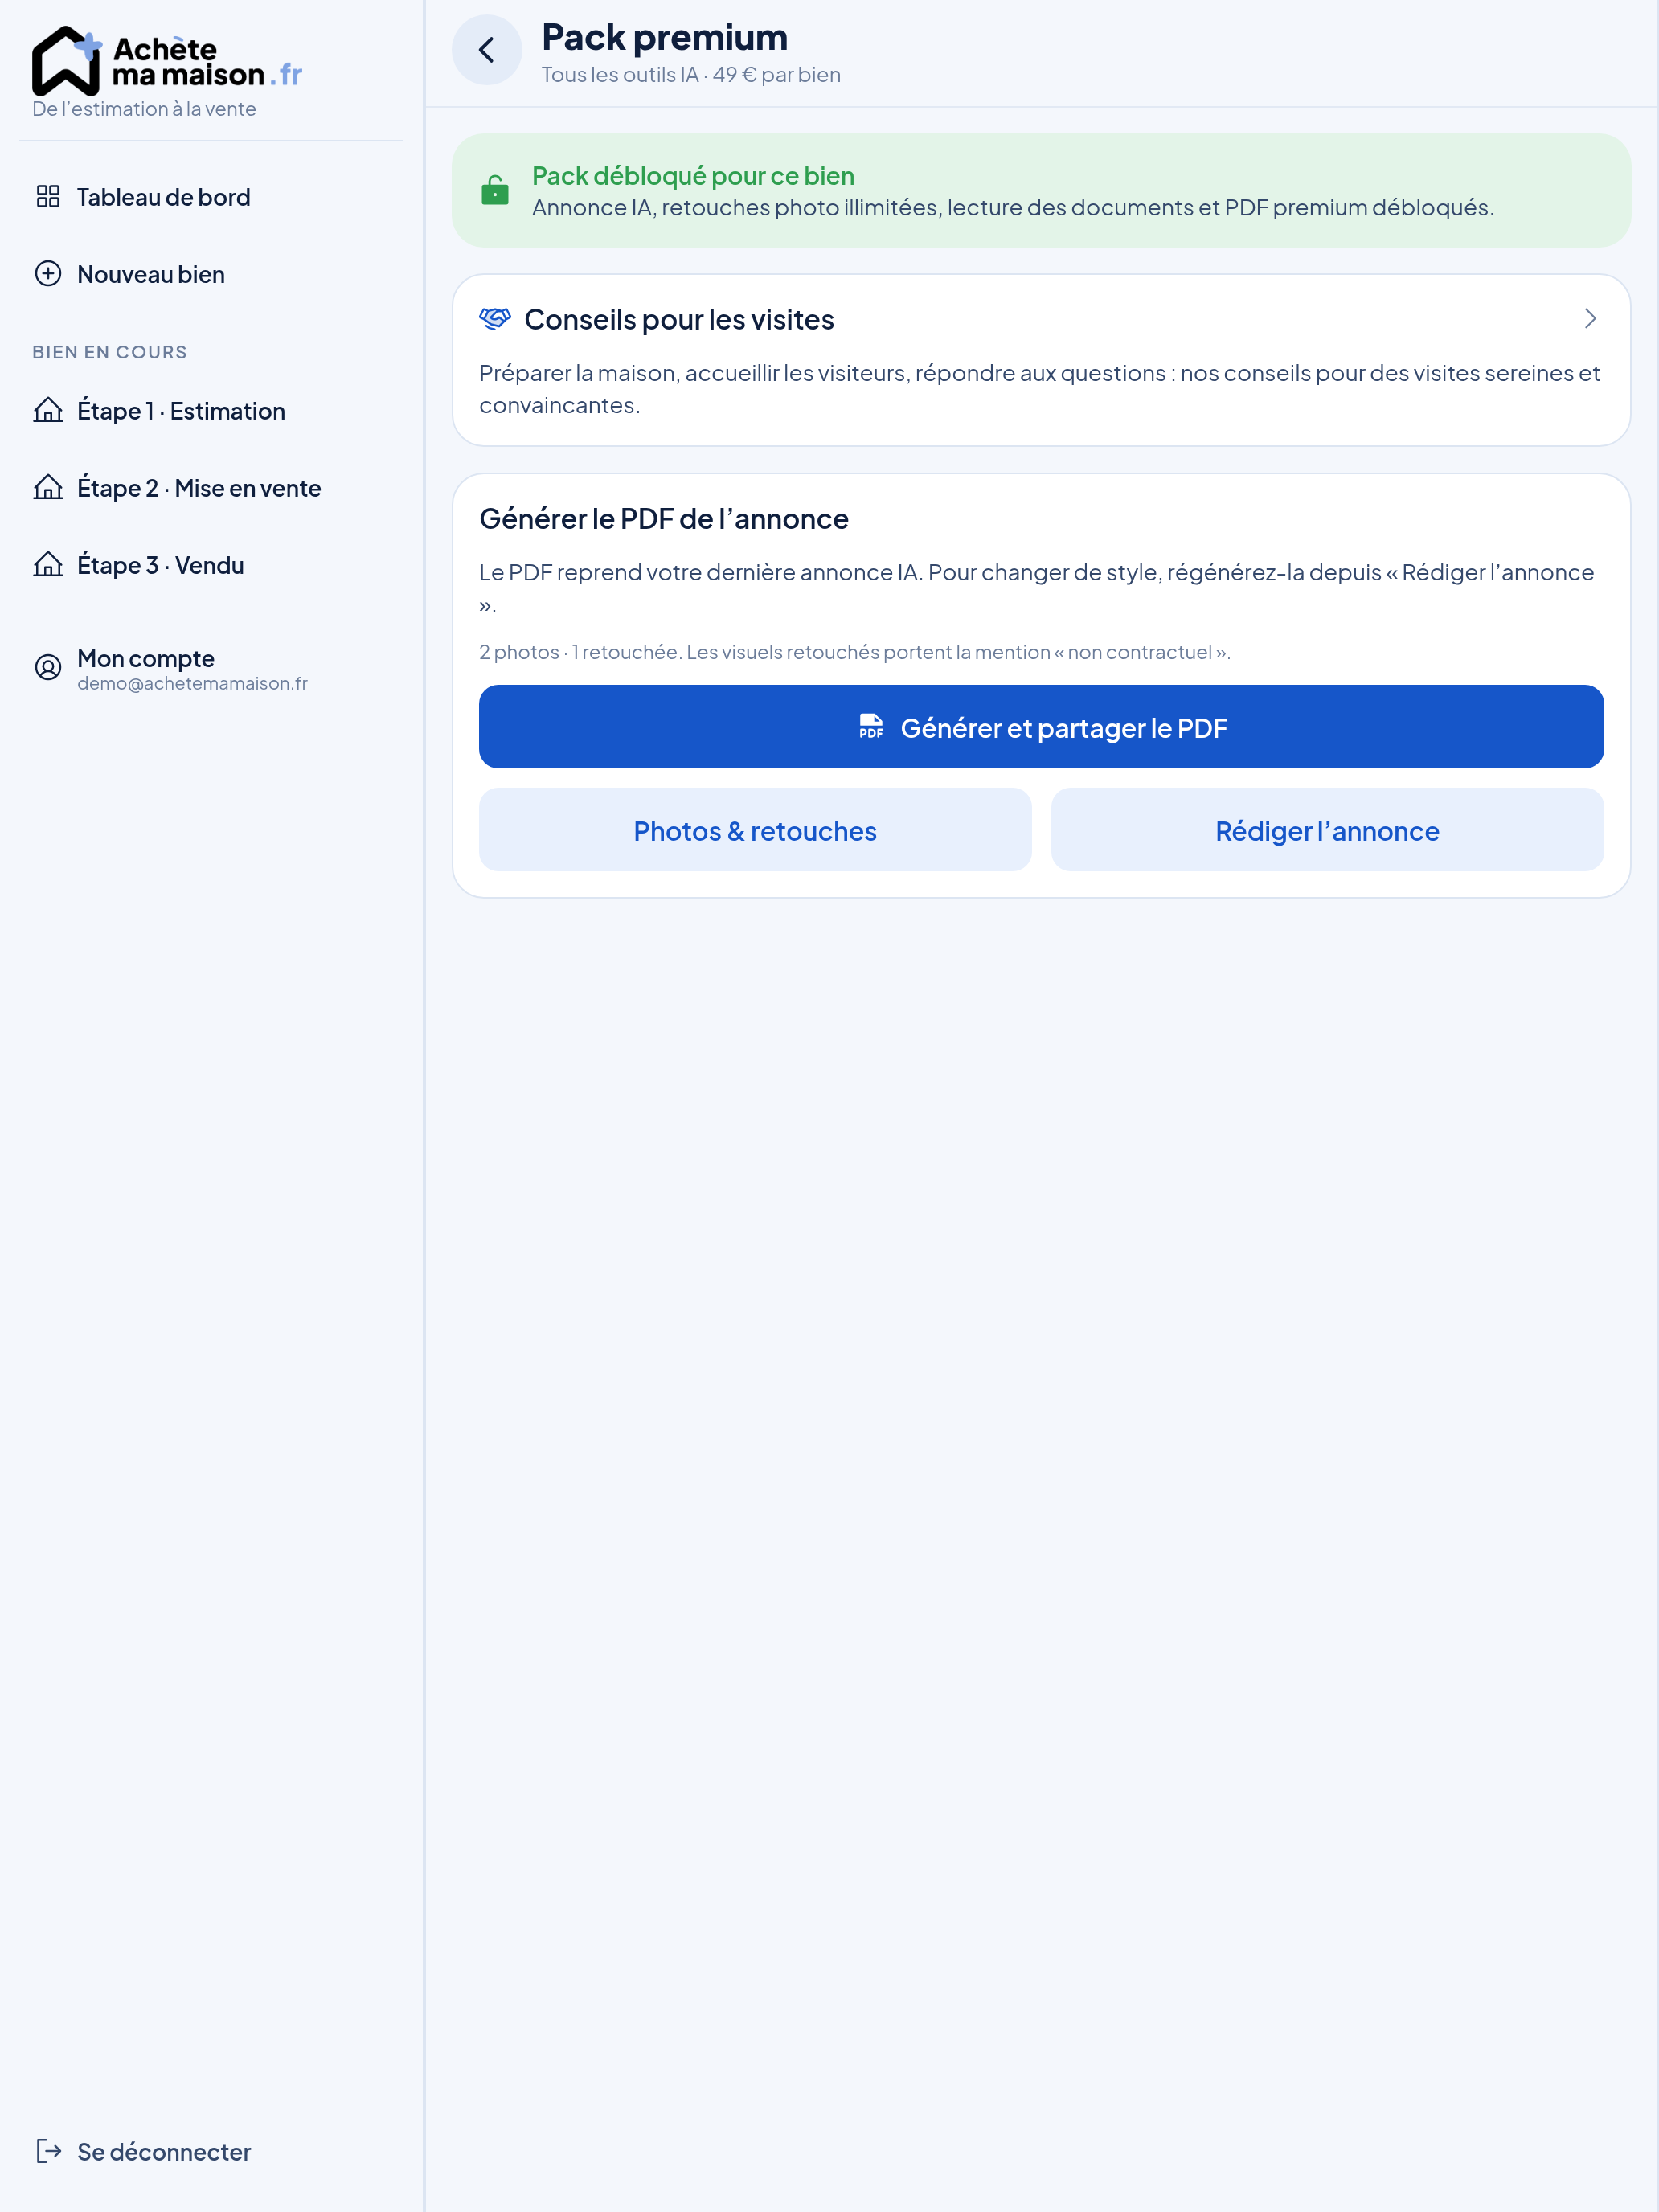 Achète
ma maison .fr
De l’estimation à la vente
Tableau de bord
Nouveau bien
BIEN EN COURS
Étape 1 · Estimation
Étape 2 · Mise en vente
Étape 3 · Vendu
Mon compte
demo@achetemamaison.fr
Se déconnecter
Pack premium
Tous les outils IA · 49 € par bien
Pack débloqué pour ce bien
Annonce IA, retouches photo illimitées, lecture des documents et PDF premium débloqués.
Conseils pour les visites
Préparer la maison, accueillir les visiteurs, répondre aux questions : nos conseils pour des visites sereines et
convaincantes.
Générer le PDF de l’annonce
Le PDF reprend votre dernière annonce IA. Pour changer de style, régénérez-la depuis « Rédiger l’annonce
».
2 photos · 1 retouchée. Les visuels retouchés portent la mention « non contractuel ».
PDF Générer et partager le PDF
Photos & retouches
Rédiger l’annonce